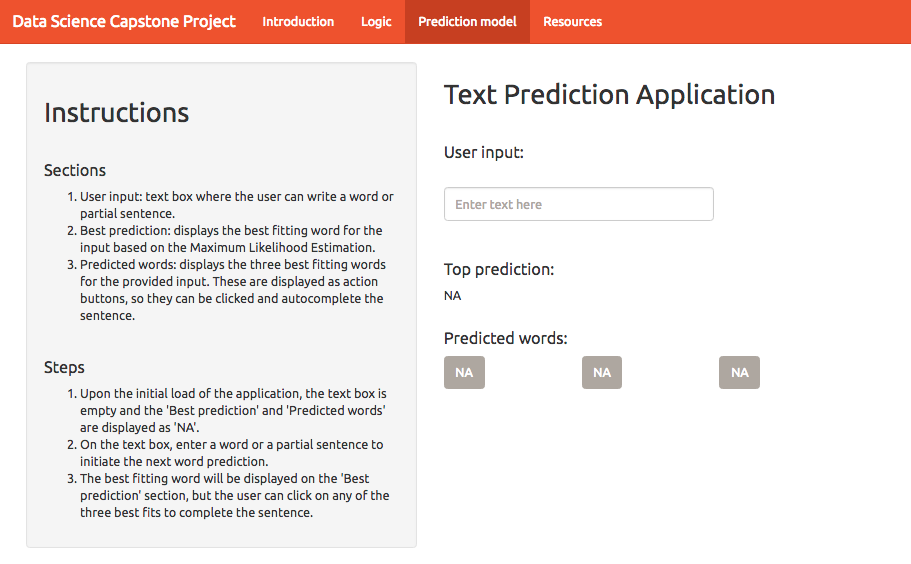 Data Science Capstone Project Introduction Logic Prediction model Resources
Instructions
Sections
1. User input: text box where the user can write a word or
partial sentence.
2. Best prediction: displays the best fitting word for the
input based on the Maximum Likelihood Estimation.
3. Predicted words: displays the three best fitting words
for the provided input. These are displayed as action
buttons, so they can be clicked and autocomplete the
sentence.
Steps
1. Upon the initial load of the application, the text box is
empty and the 'Best prediction' and 'Predicted words'
are displayed as 'NA'.
2. On the text box, enter a word or a partial sentence to
initiate the next word prediction.
3. The best fitting word will be displayed on the 'Best
prediction' section, but the user can click on any of the
three best fits to complete the sentence.
Text Prediction Application
User input:
Enter text here
Top prediction:
NA
Predicted words:
NA NA NA